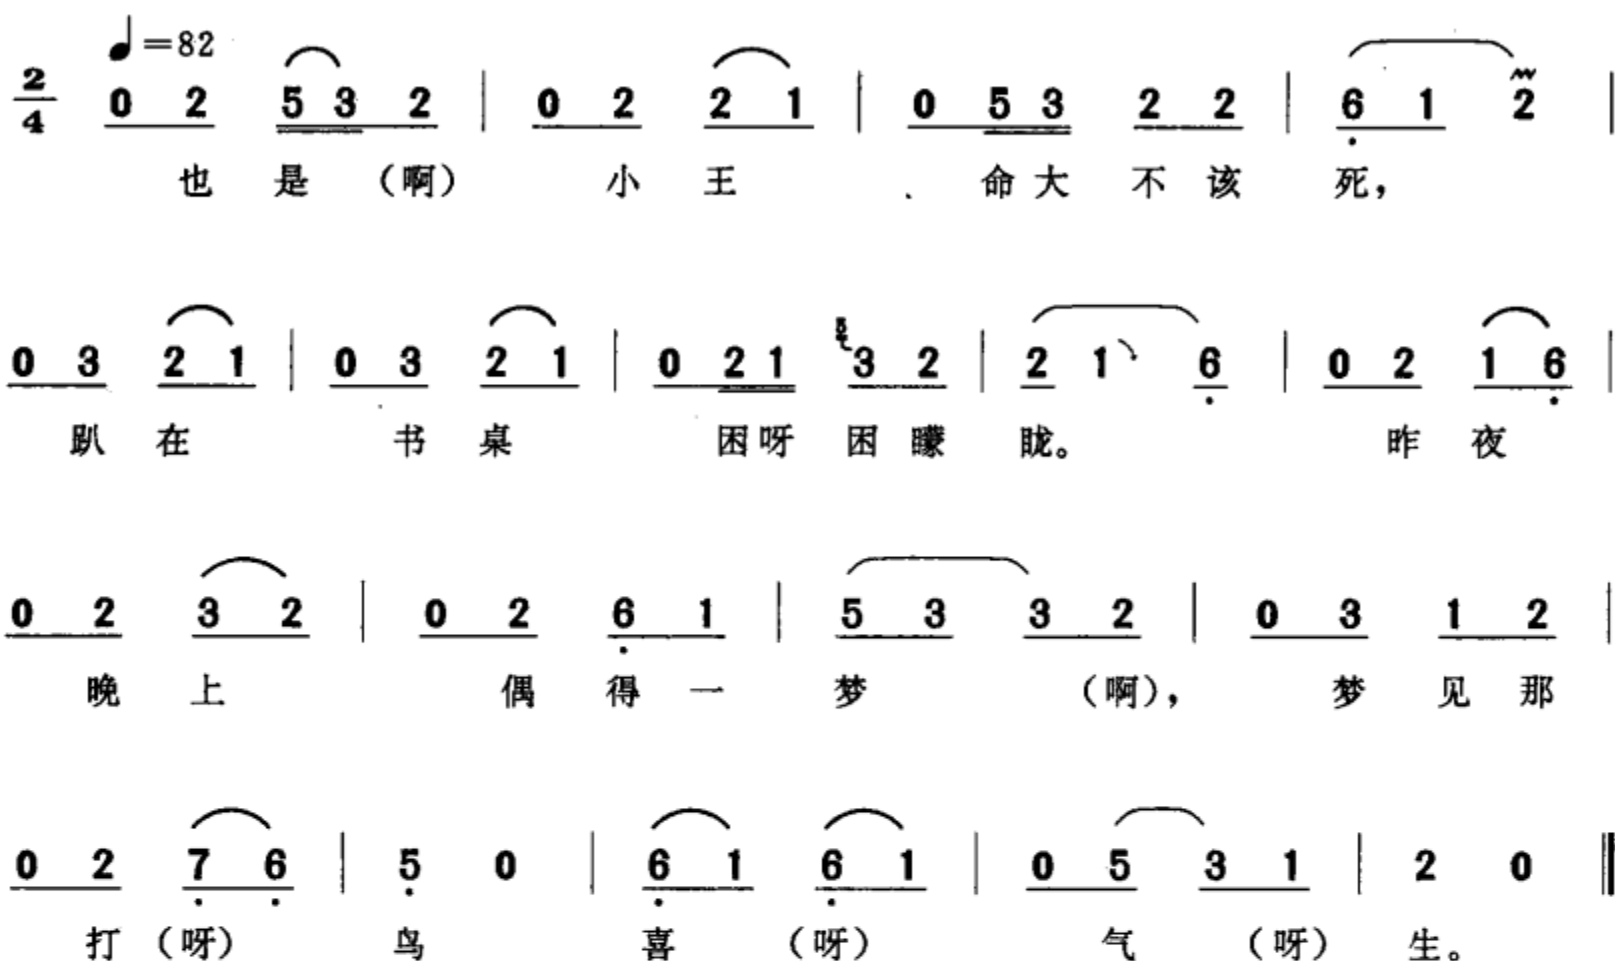 ♩=82
2/4 0 2 5 3 2 | 0 2 2 1 | 0 5 3 2 2 | 6 1 2 |
也 是 （啊） 小 王 、 命 大 不 该 死，
0 3 2 1 | 0 3 2 1 | 0 2 1 5 3 2 | 2 1 6 | 0 2 1 6 |
趴 在 书 桌 困 呀 困 矇 眬。 昨 夜
0 2 3 2 | 0 2 6 1 | 5 3 3 2 | 0 3 1 2 |
晚 上 偶 得 一 梦 （啊）， 梦 见 那
0 2 7 6 | 5 0 | 6 1 6 1 | 0 5 3 1 | 2 0 ‖
打 （呀） 鸟 喜 （呀） 气 （呀） 生。